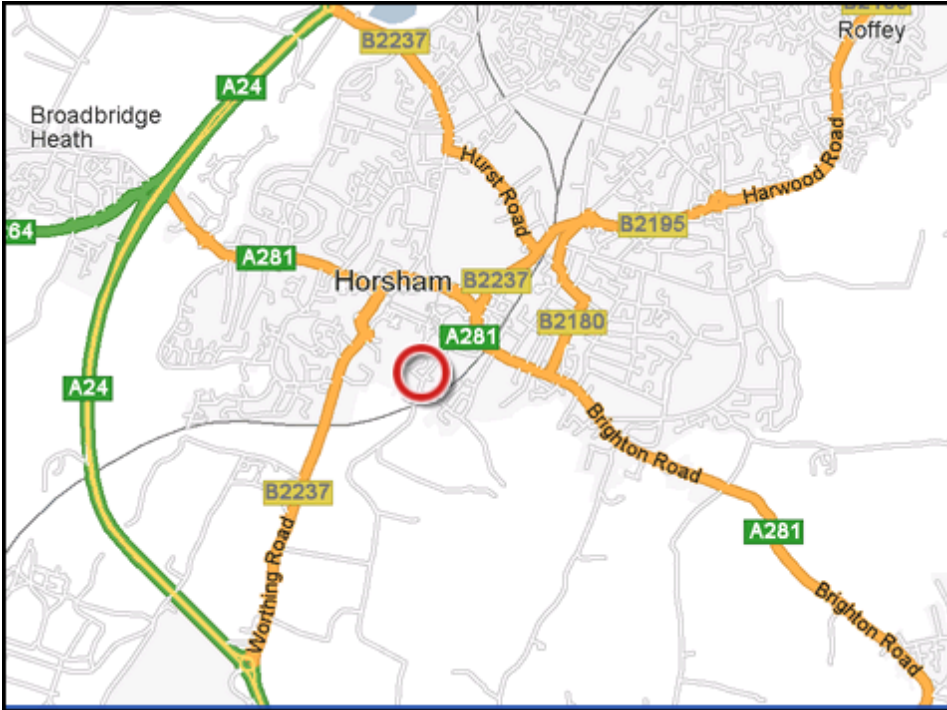 Roffey
B2237
A24
Broadbridge
Heath
Hurst Road
Harwood Road
B2195
64
A281
Horsham
B2237
B2180
A281
A24
Brighton Road
B2237
A281
Worthing Road
Brighton Road